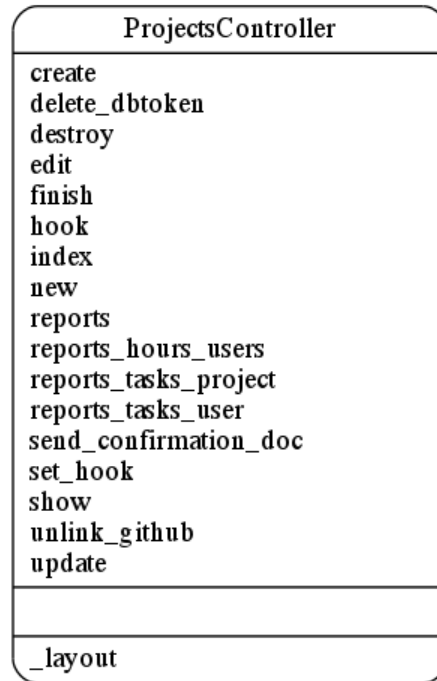 ProjectsController
create
delete_dbtoken
destroy
edit
finish
hook
index
new
reports
reports_hours_users
reports_tasks_project
reports_tasks_user
send_confirmation_doc
set_hook
show
unlink_github
update
_layout